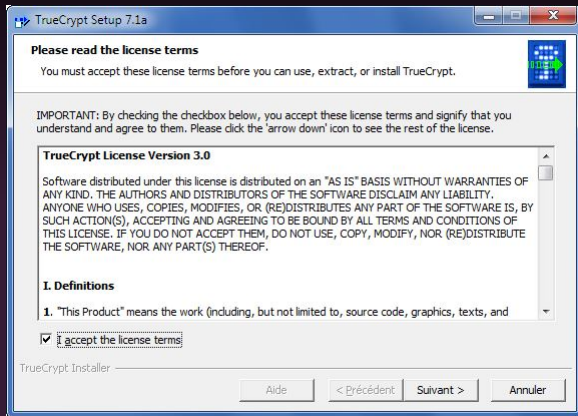 TrueCrypt Setup 7.1a
Please read the license terms
You must accept these license terms before you can use, extract, or install TrueCrypt.
IMPORTANT: By checking the checkbox below, you accept these license terms and signify that you
understand and agree to them. Please click the 'arrow down' icon to see the rest of the license.
TrueCrypt License Version 3.0
Software distributed under this license is distributed on an "AS IS" BASIS WITHOUT WARRANTIES OF
ANY KIND. THE AUTHORS AND DISTRIBUTORS OF THE SOFTWARE DISCLAIM ANY LIABILITY.
ANYONE WHO USES, COPIES, MODIFIES, OR (RE)DISTRIBUTES ANY PART OF THE SOFTWARE IS, BY
SUCH ACTION(S), ACCEPTING AND AGREEING TO BE BOUND BY ALL TERMS AND CONDITIONS OF
THIS LICENSE. IF YOU DO NOT ACCEPT THEM, DO NOT USE, COPY, MODIFY, NOR (RE)DISTRIBUTE
THE SOFTWARE, NOR ANY PART(S) THEREOF.
I. Definitions
1. "This Product" means the work (including, but not limited to, source code, graphics, texts, and
I accept the license terms
TrueCrypt Installer
Aide
< Précédent
Suivant >
Annuler